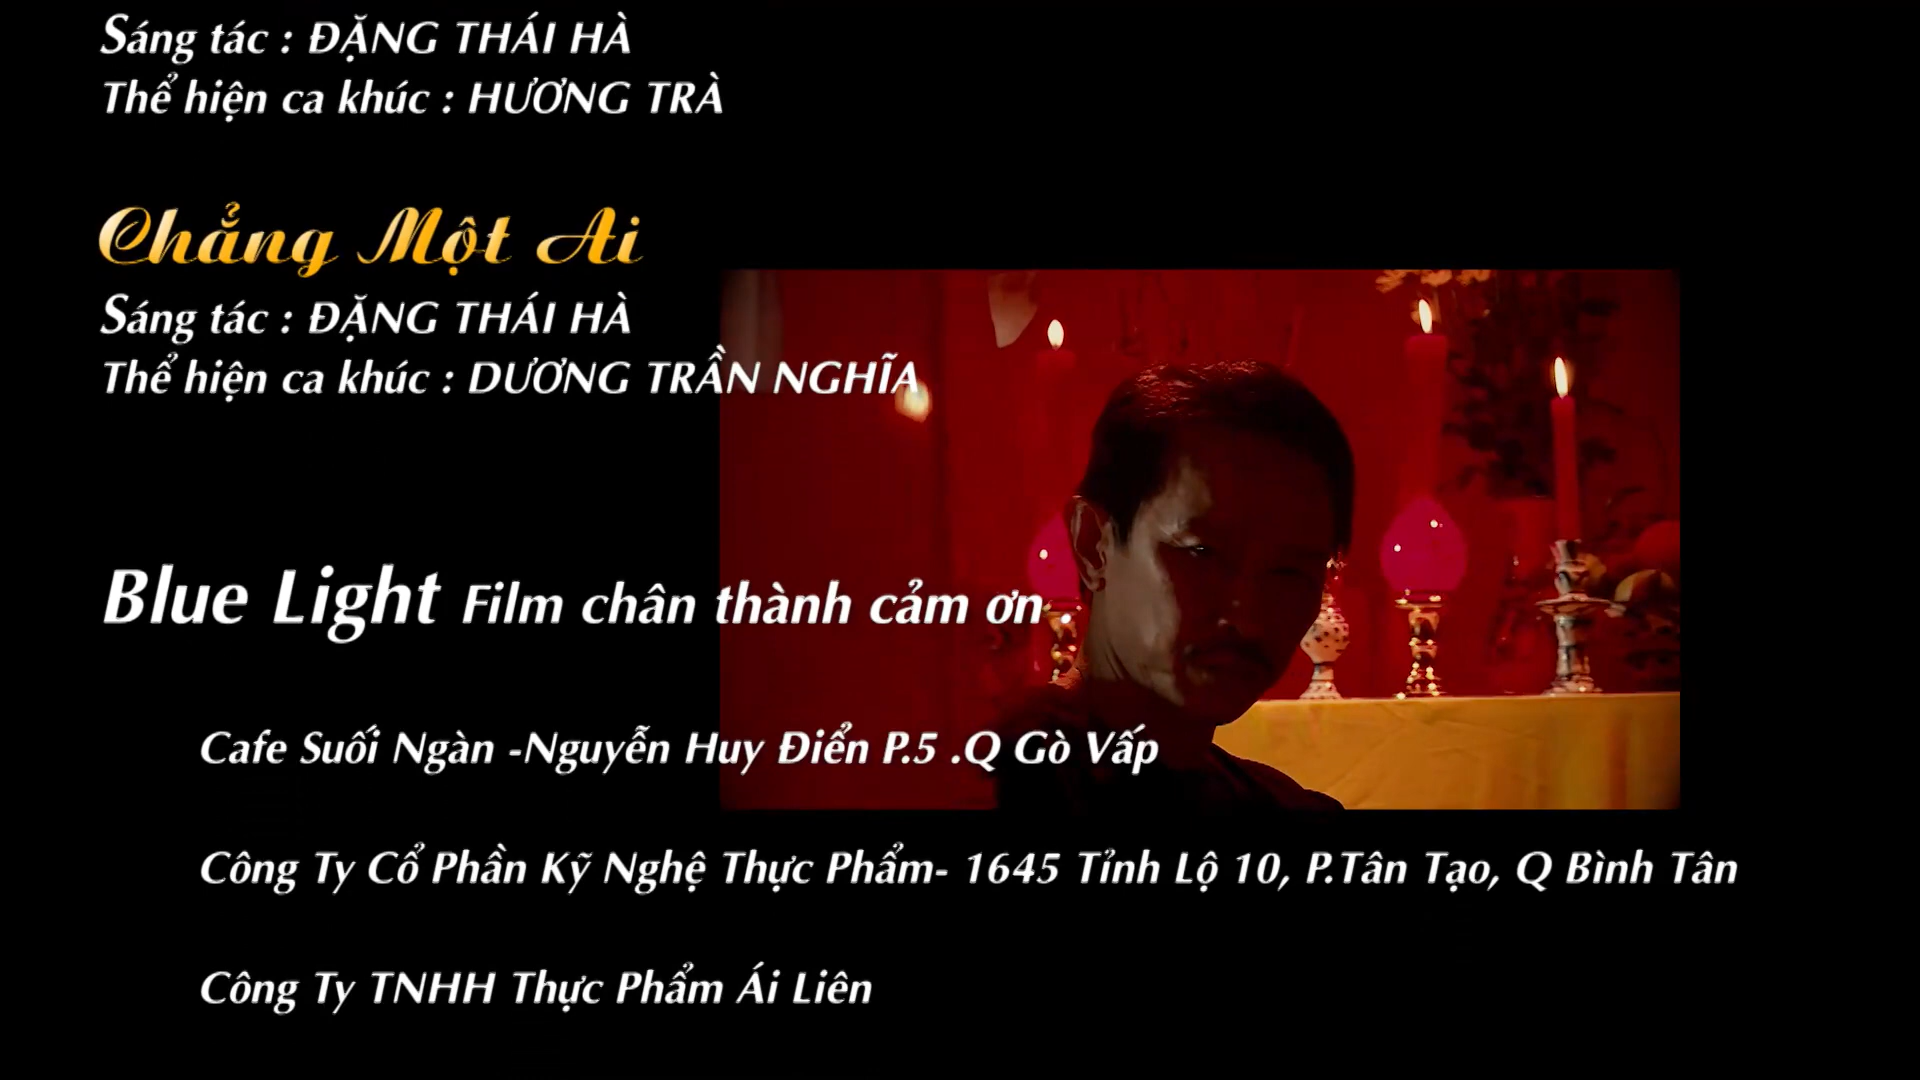 Sáng tác : ĐẶNG THÁI HÀ
Thể hiện ca khúc : HƯƠNG TRÀ
Chẳng Một Ai
Sáng tác : ĐẶNG THÁI HÀ
Thể hiện ca khúc : DƯƠNG TRẦN NGHĨA
Blue Light Film chân thành cảm ơn :
Cafe Suối Ngàn -Nguyễn Huy Điển P.5 .Q Gò Vấp
Công Ty Cổ Phần Kỹ Nghệ Thực Phẩm- 1645 Tỉnh Lộ 10, P.Tân Tạo, Q Bình Tân
Công Ty TNHH Thực Phẩm Ái Liên